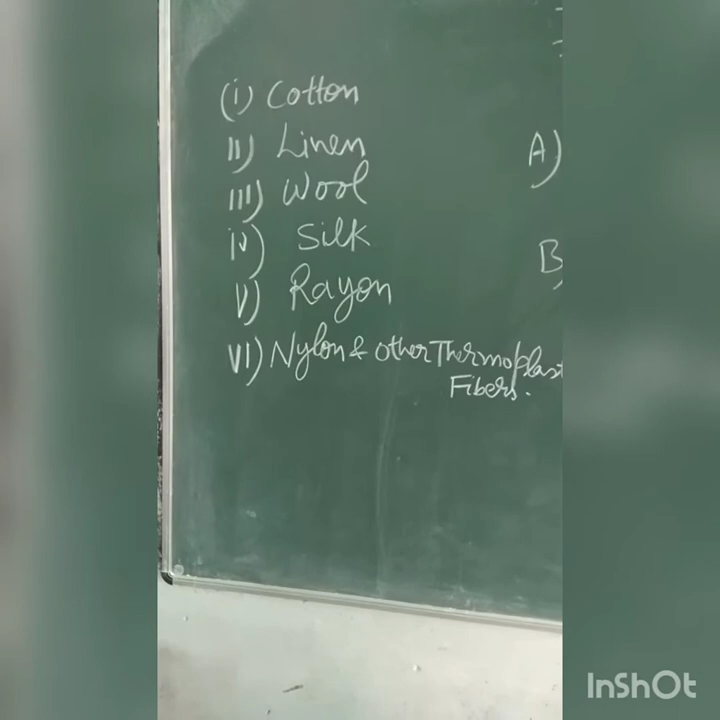 (i) Cotton
II) Linen
III) Wool
iv) Silk
V) Rayon
VI) Nylon & other Thermoplast
Fibers.
A)
B)
InShOt